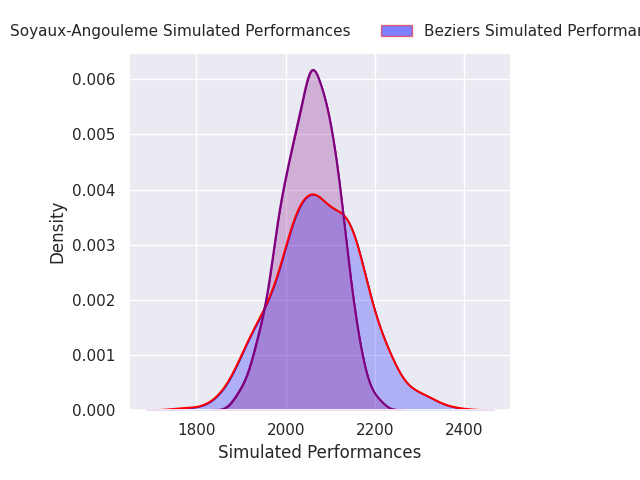 Soyaux-Angouleme Simulated Performances
Beziers Simulated
0.006
0.005
0.004
0.003
0.002
0.001
0.000
Density
1800 2000 2200 2400
Simulated Performances